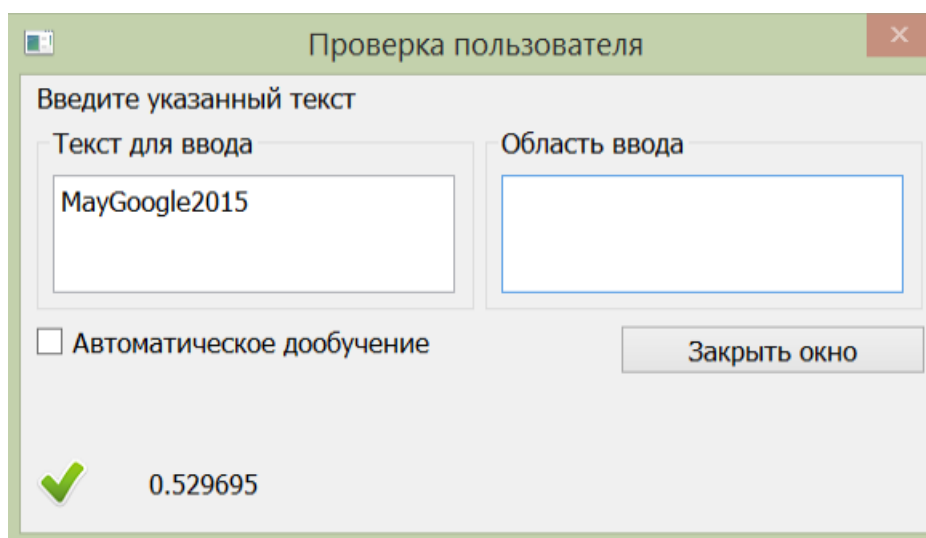 Проверка пользователя
Введите указанный текст
Текст для ввода
Область ввода
MayGoogle2015
Автоматическое дообучение
Закрыть окно
0.529695